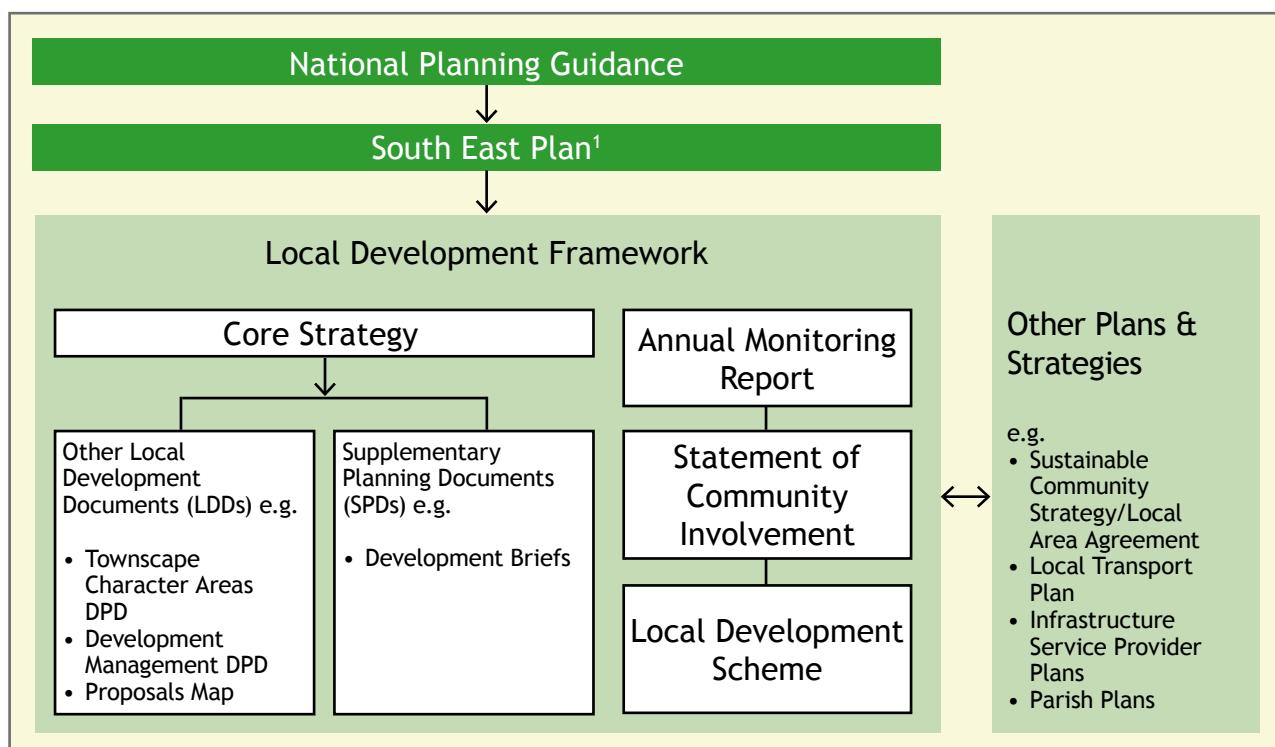 National Planning Guidance
South East Plan¹
Local Development Framework
Core Strategy
Other Local
Development
Documents (LDDs) e.g.
• Townscape
Character Areas
DPD
• Development
Management DPD
• Proposals Map
Supplementary
Planning Documents
(SPDs) e.g.
• Development Briefs
Annual Monitoring
Report
Statement of
Community
Involvement
Local Development
Scheme
Other Plans &
Strategies
e.g.
• Sustainable
Community
Strategy/Local
Area Agreement
• Local Transport
Plan
• Infrastructure
Service Provider
Plans
• Parish Plans